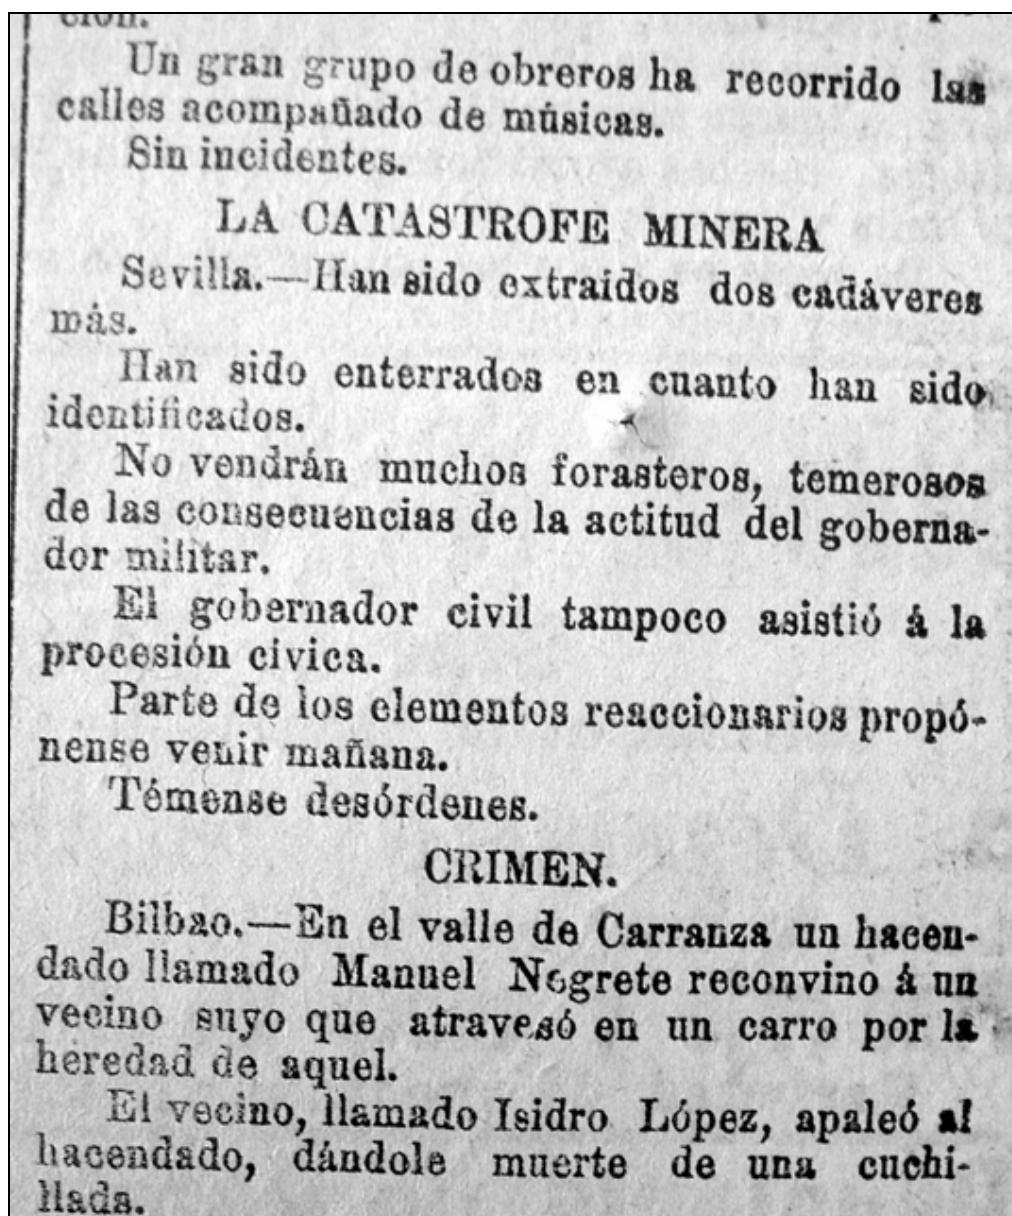 ción.
Un gran grupo de obreros ha recorrido las
calles acompañado de músicas.
Sin incidentes.
LA CATASTROFE MINERA
Sevilla.—Han sido extraidos dos cadáveres
más.
Han sido enterrados en cuanto han sido
identificados.
No vendrán muchos forasteros, temerosos
de las consecuencias de la actitud del goberna-
dor militar.
El gobernador civil tampoco asistió á la
procesión civica.
Parte de los elementos reaccionarios propó-
nense venir mañana.
Témense desórdenes.
CRIMEN.
Bilbao.—En el valle de Carranza un hacen-
dado llamado Manuel Negrete reconvino á un
vecino suyo que atravesó en un carro por la
heredad de aquel.
El vecino, llamado Isidro López, apaleó al
hacendado, dándole muerte de una cuchi-
llada.